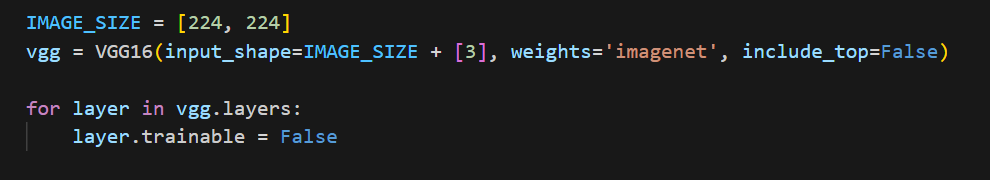 IMAGE_SIZE = [224, 224]
vgg = VGG16(input_shape=IMAGE_SIZE + [3], weights='imagenet', include_top=False)
for layer in vgg.layers:
    layer.trainable = False